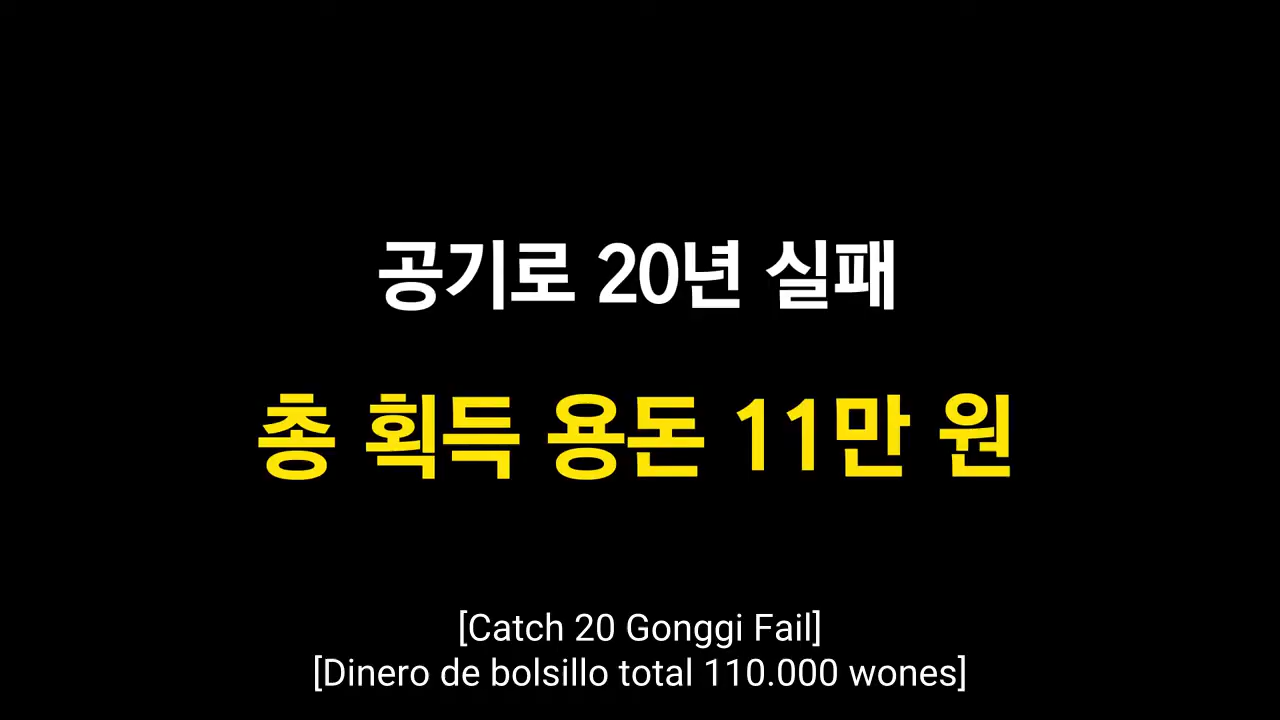 공기로 20년 실패
총 획득 용돈 11만 원
[Catch 20 Gonggi Fail]
[Dinero de bolsillo total 110.000 wones]